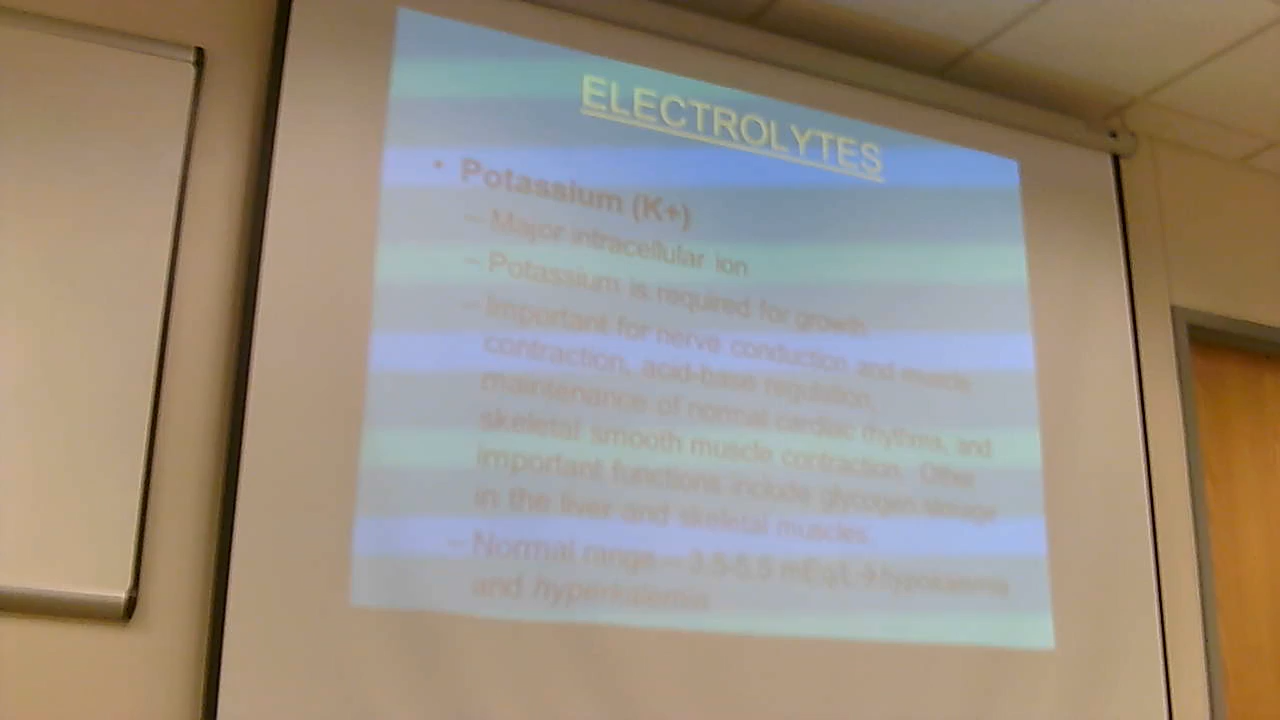 ELECTROLYTES
• Potassium (K+)
– Major intracellular ion
– Potassium is required for growth
– Important for nerve conduction and muscle
contraction, acid-base regulation,
maintenance of normal cardiac rhythms, and
skeletal smooth muscle contraction. Other
important functions include glycogen storage
in the liver and skeletal muscles.
– Normal range – 3.5-5.5 mEq/L →
and